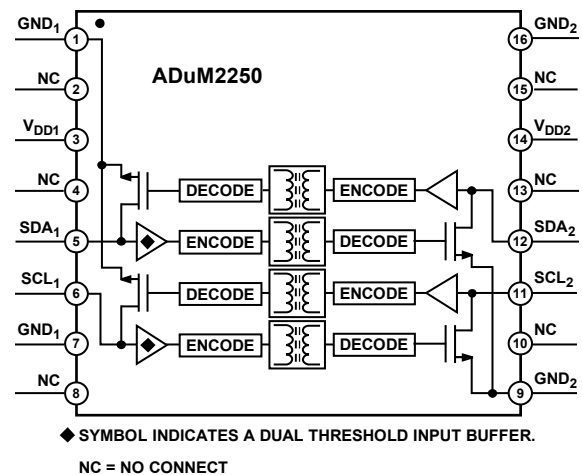 ADuM2250
GND1
1
NC
2
VDD1
3
NC
4
SDA1
5
SCL1
6
GND1
7
NC
8
GND2
16
NC
15
VDD2
14
NC
13
SDA2
12
SCL2
11
NC
10
GND2
9
DECODE ENCODE
ENCODE DECODE
DECODE ENCODE
ENCODE DECODE
◆ SYMBOL INDICATES A DUAL THRESHOLD INPUT BUFFER.
NC = NO CONNECT